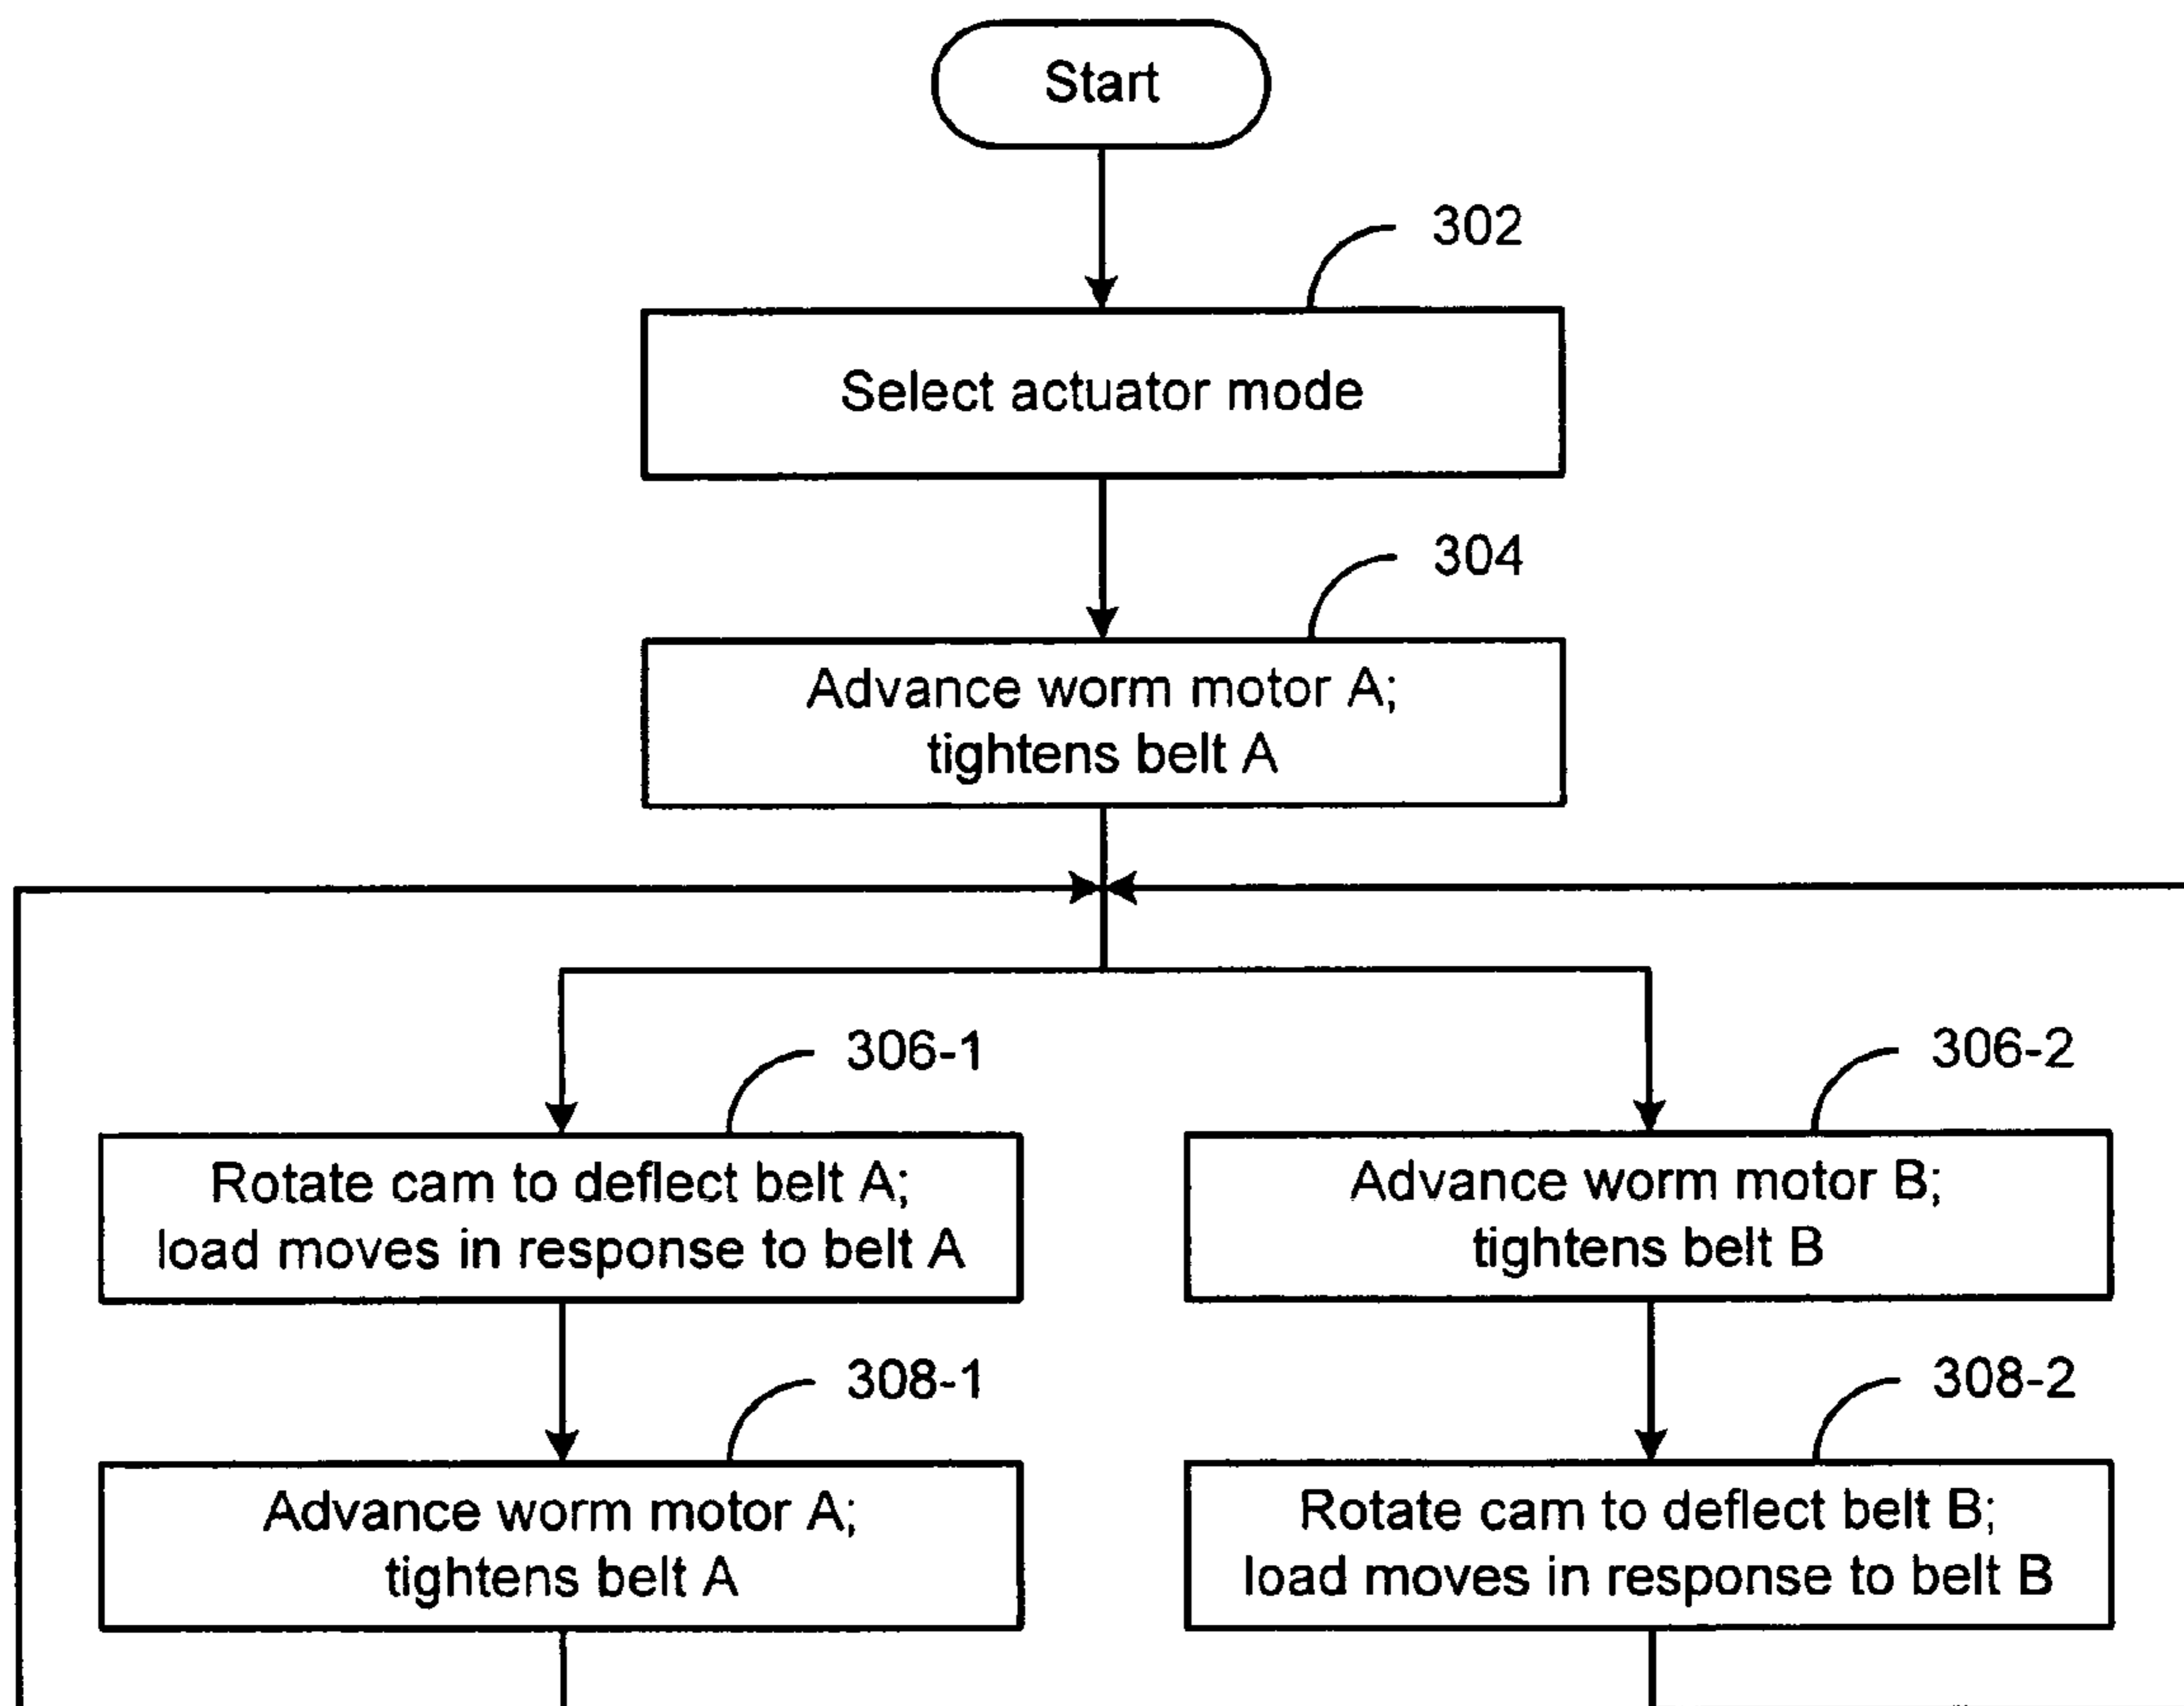 Start
302
Select actuator mode
304
Advance worm motor A;
tightens belt A
306-1
306-2
Rotate cam to deflect belt A;
load moves in response to belt A
Advance worm motor B;
tightens belt B
308-1
308-2
Advance worm motor A;
tightens belt A
Rotate cam to deflect belt B;
load moves in response to belt B